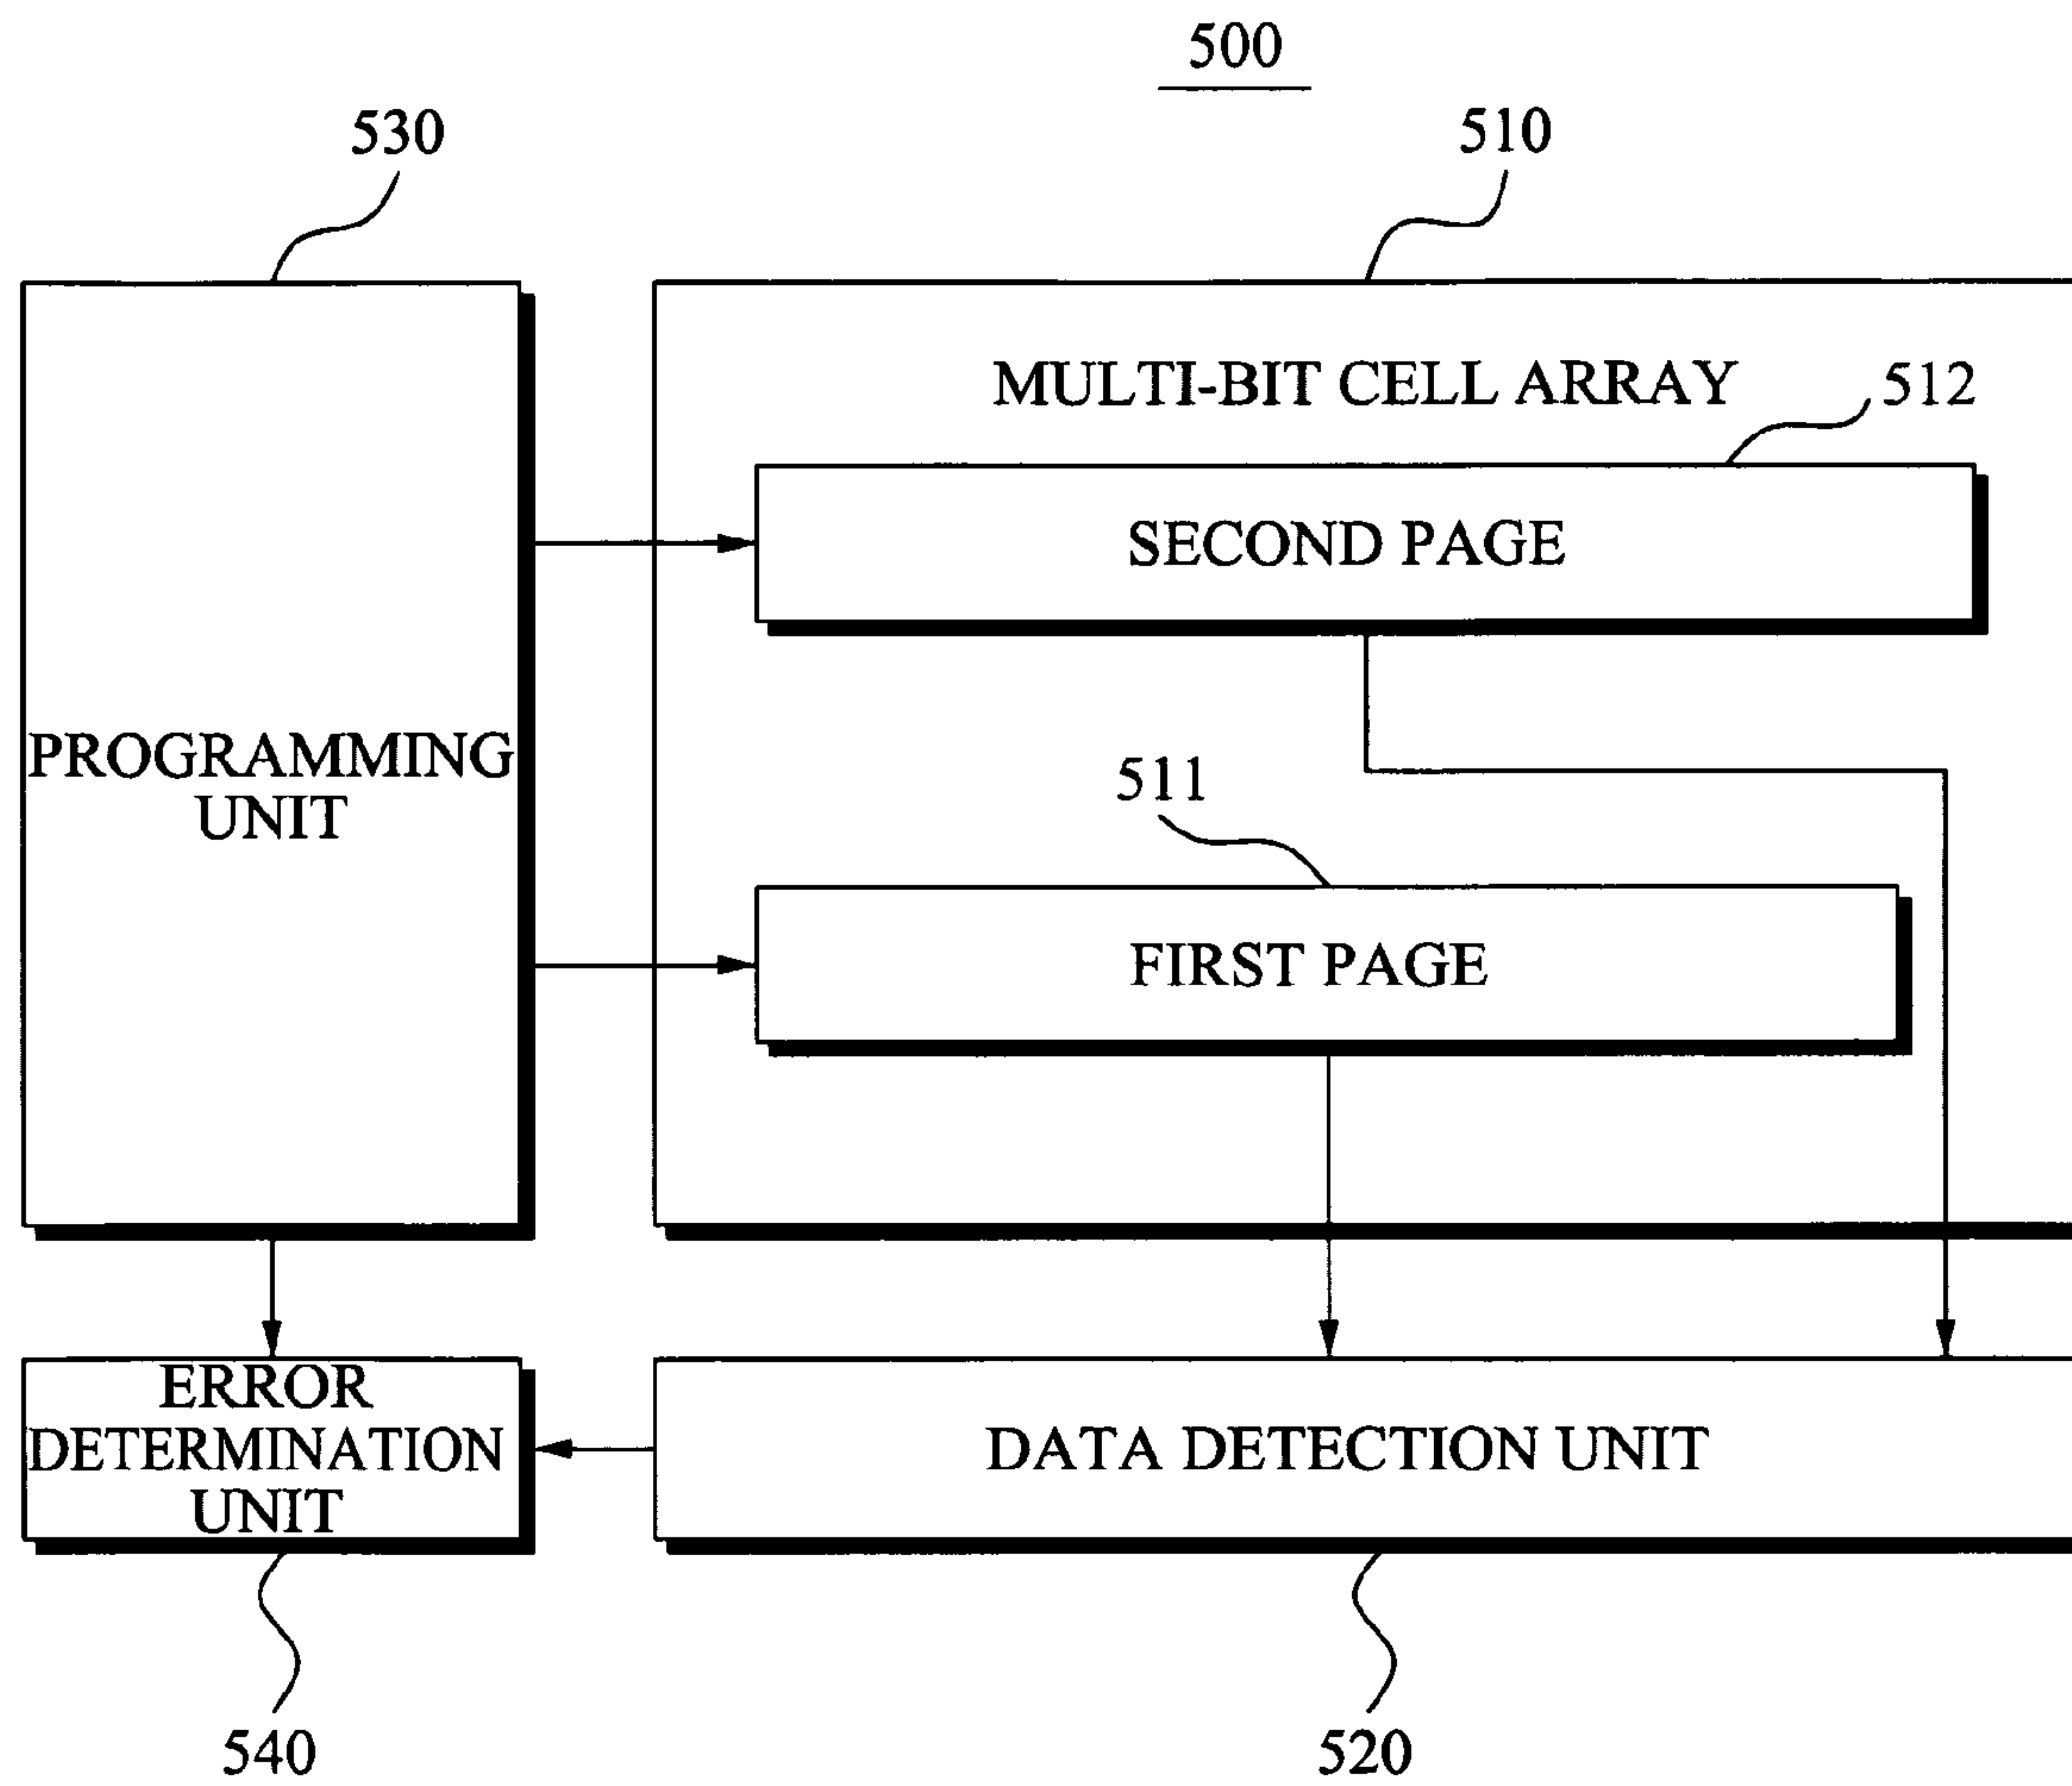 500
530
510
MULTI-BIT CELL ARRAY
512
SECOND PAGE
PROGRAMMING
UNIT
511
FIRST PAGE
ERROR
DETERMINATION
UNIT
DATA DETECTION UNIT
540
520